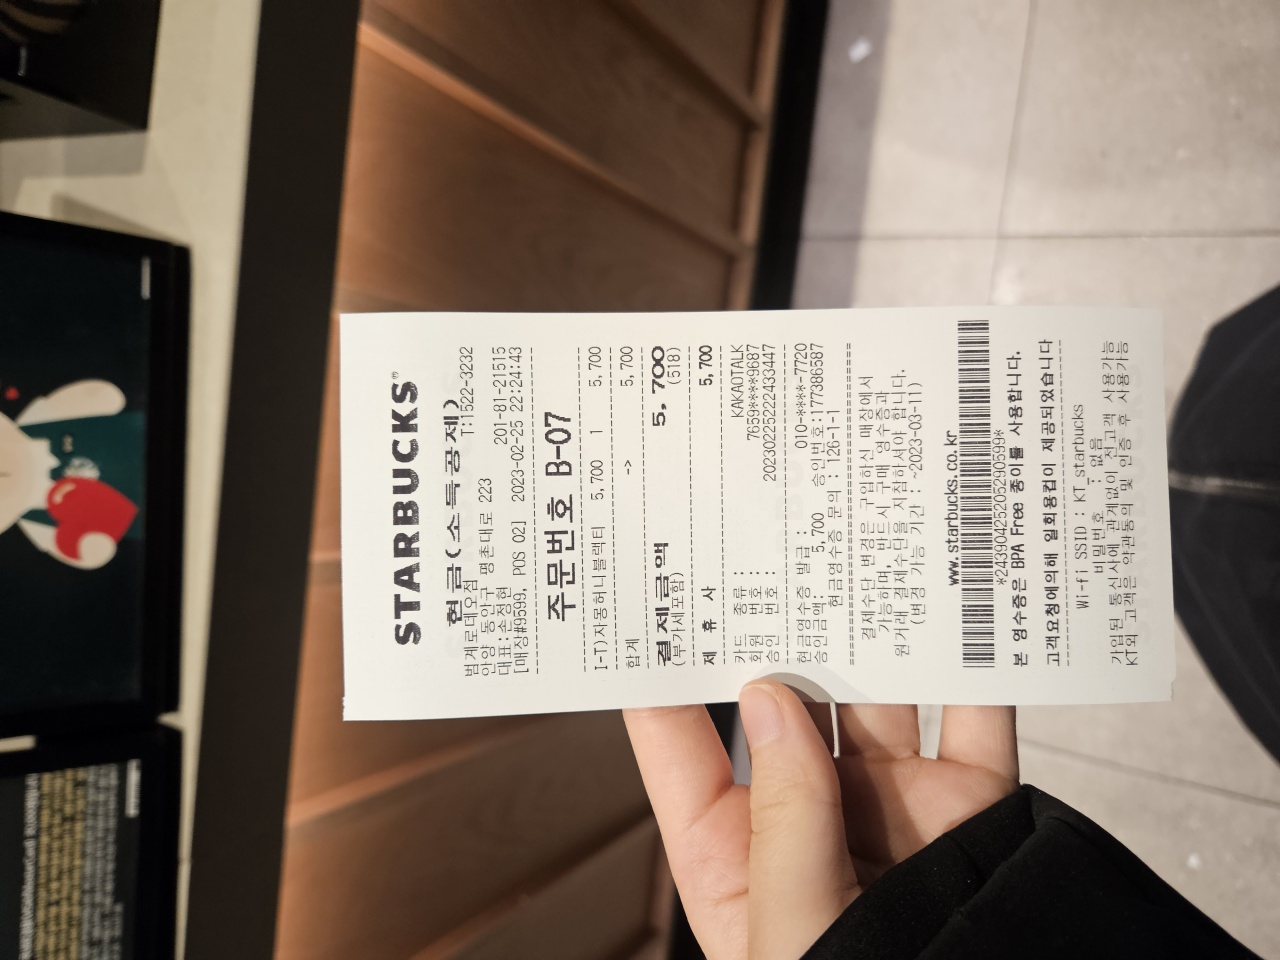 STARBUCKS®
현금(소득공제)
범계로데오점 T:1522-3232
안양 동안구 평촌대로 223
대표:손정현 201-81-21515
[매장#9599, POS 02] 2023-02-25 22:24:43
주문번호 B-07
I-T)자몽허니블랙티 5,700 1 5,700
합계 -> 5,700
결제금액 5,700
(부가세포함) (518)
제 휴 사 5,700
카드 종류 : KAKAOTALK
회원 번호 : 7659****9687
승인 번호 : 20230225222433447
현금영수증 발급 : 010-****-7720
승인금액: 5,700 승인번호:177386587
현금영수증 문의 : 126-1-1
결제수단 변경은 구입하신 매장에서
가능하며, 반드시 구매 영수증과
원거래 결제수단을 지참하셔야 합니다.
(변경 가능 기간 : ~2023-03-11)
www.starbucks.co.kr
*24390425205290599*
본 영수증은 BPA Free 종이를 사용합니다.
고객요청에의해 일회용컵이 제공되었습니다
Wi-fi SSID : KT_starbucks
비밀번호 : 없음
가입된 통신사에 관계없이 전고객 사용가능
KT외 고객은 약관동의 및 인증 후 사용가능